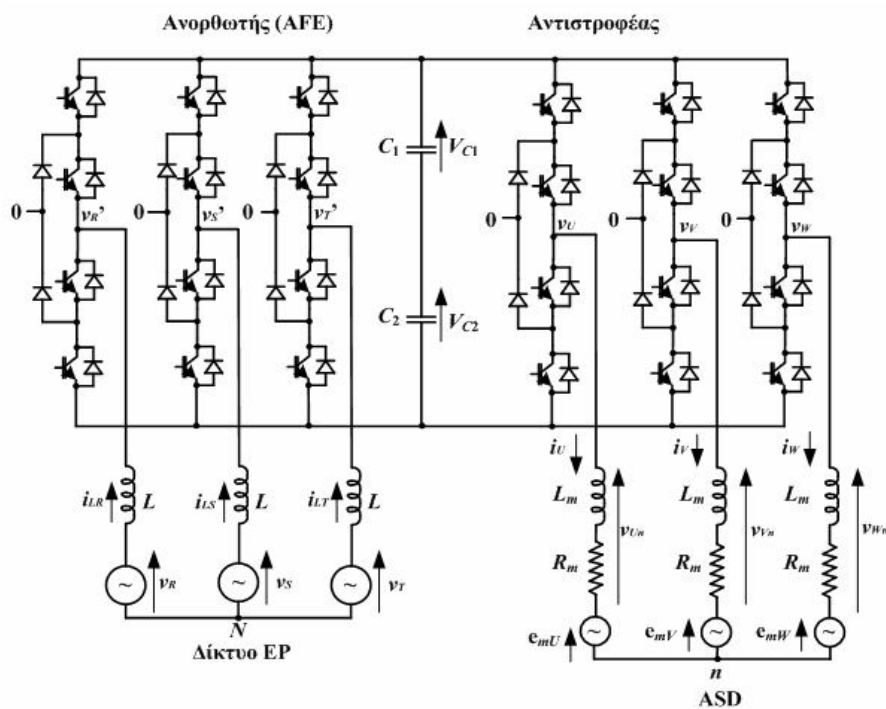 Ανορθωτής (AFE) Αντιστροφέας
C1 VC1
0 0 0 0 0 0
vR' vS' vT' vU vV vW
C2 VC2
iU iV iW
iLR L iLS L iLT L
Lm vUn Lm vVn Lm vWn
Rm Rm Rm
~ vR ~ vS ~ vT
N
emU ~ emV ~ emW ~
Δίκτυο ΕΡ
n
ASD